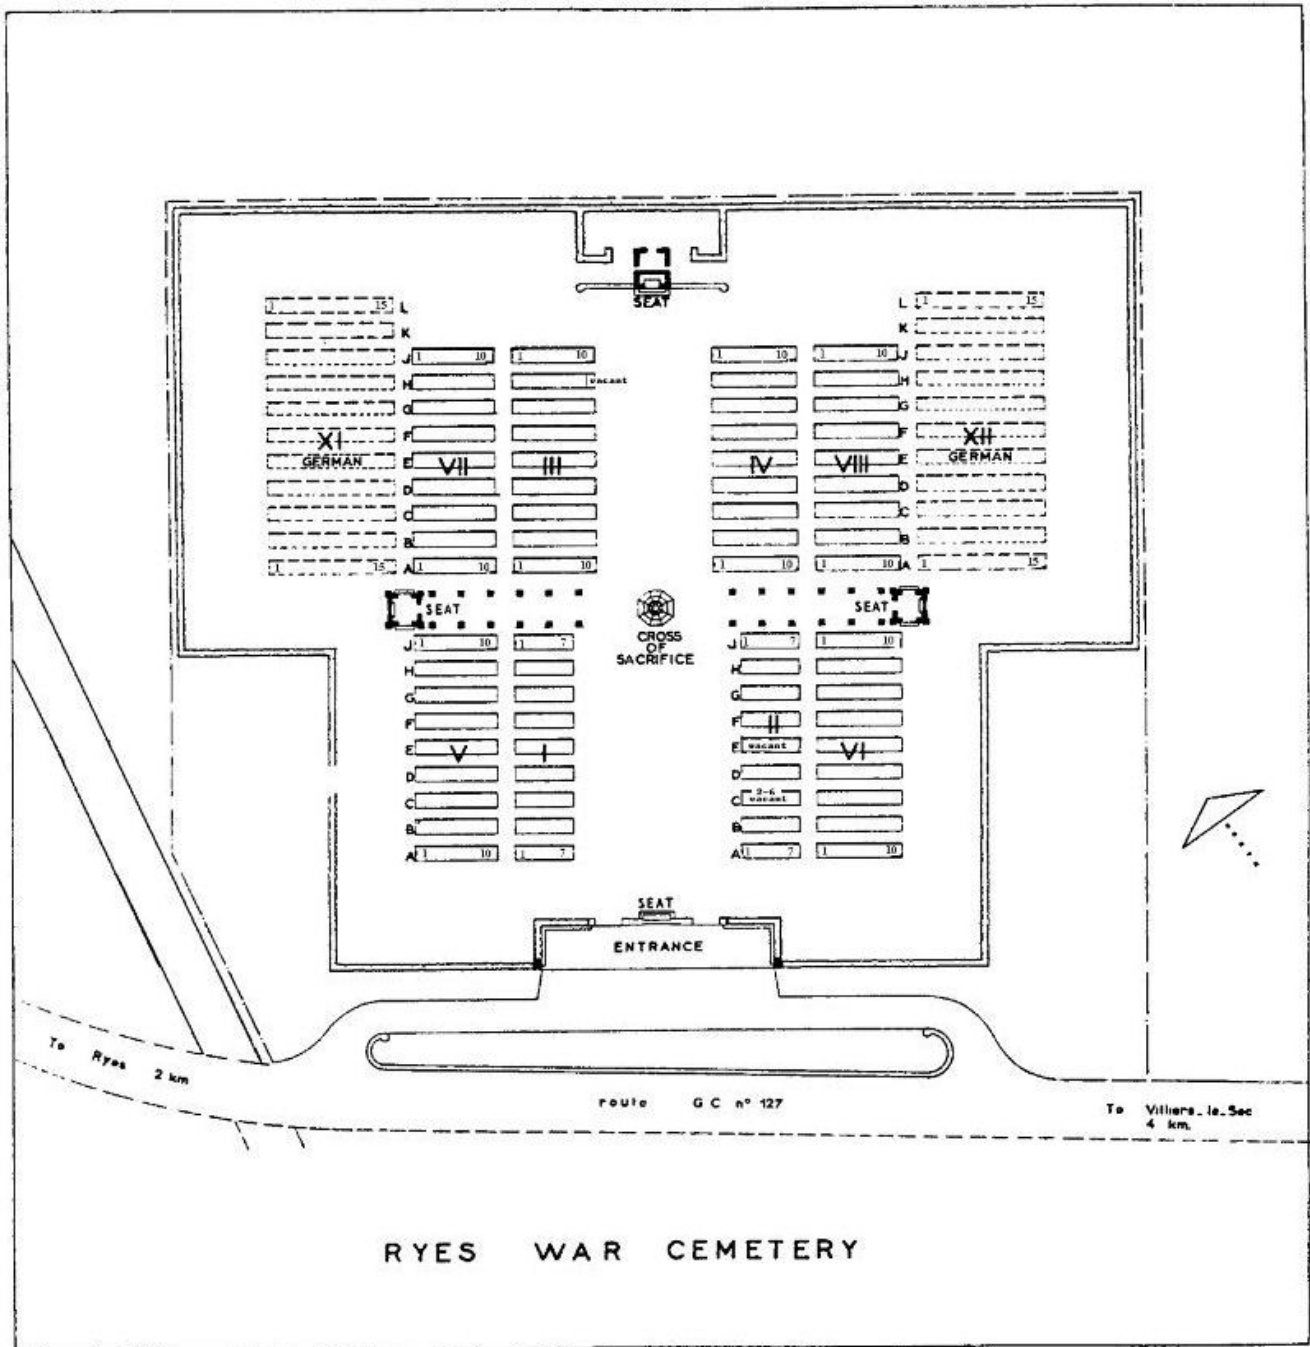 SEAT
1 15 L L 1 15
K K
1 10 1 10 1 10 1 10
J J
H vacant H
G G
F F
XI XII
GERMAN E VII III IV VIII E GERMAN
D D
C C
B B
1 15 A 1 10 1 10 1 10 1 10 A 1 15
SEAT SEAT
CROSS
OF
SACRIFICE
J 1 10 1 7 J 1 7 1 10
H H
G G
F F II
E V I E vacant VI
D D
C C 2-6
vacant
B B
A 1 10 1 7 A 1 7 1 10
SEAT
ENTRANCE
To Ryes 2 km
route G C nº 127
To Villiers-le-Sec
4 km.
RYES WAR CEMETERY